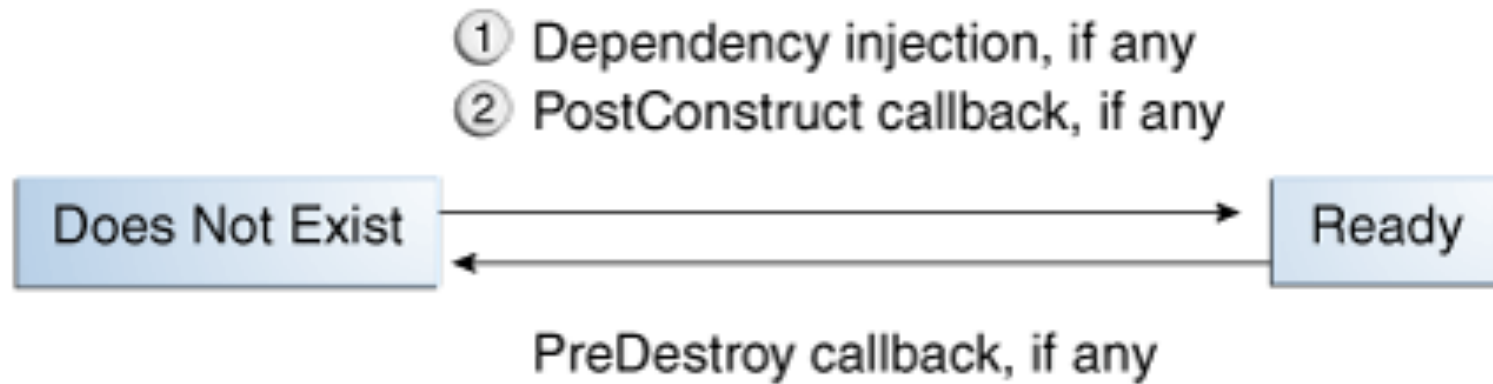 1 Dependency injection, if any
2 PostConstruct callback, if any
Does Not Exist
Ready
PreDestroy callback, if any